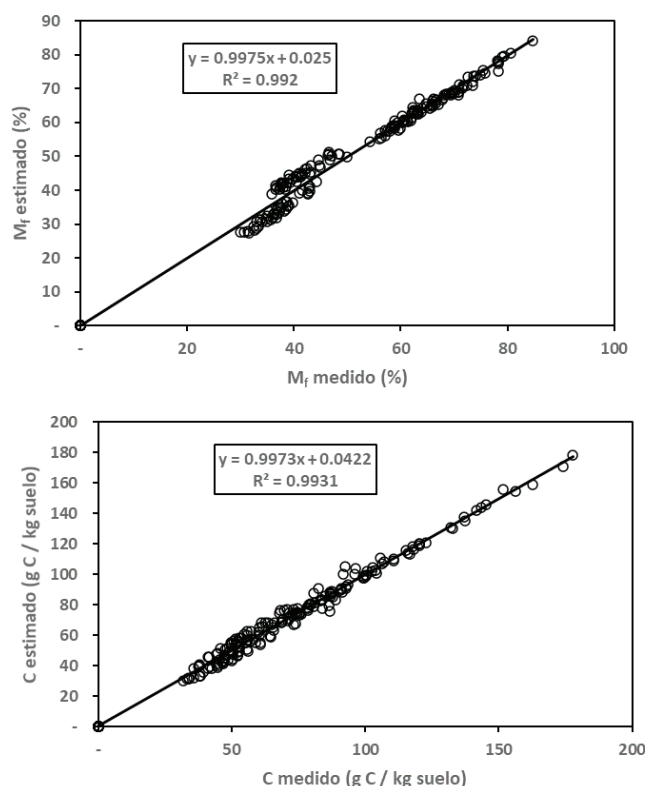 90
80
70
60
50
40
30
20
10
-
y = 0.9975x + 0.025
R² = 0.992
M_f estimado (%)
- 20 40 60 80 100
M_f medido (%)
200
180
160
140
120
100
80
60
40
20
-
y = 0.9973x + 0.0422
R² = 0.9931
C estimado (g C / kg suelo)
- 50 100 150 200
C medido (g C / kg suelo)